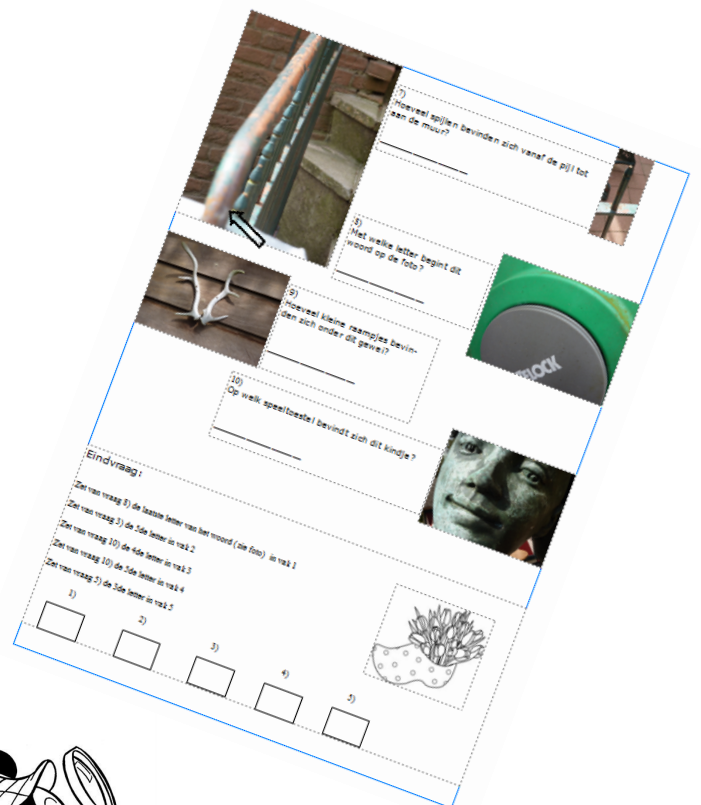 7)
Hoeveel spijlen bevinden zich vanaf de pijl tot
aan de muur?
8)
Met welke letter begint dit
woord op de foto?
ELOCK
9)
Hoeveel kleine raampjes bevin-
den zich onder dit gewei?
10)
Op welk speeltoestel bevindt zich dit kindje?
Eindvraag:
Zet van vraag 8) de laatste letter van het woord (zie foto) in vak 1
Zet van vraag 3) de 5de letter in vak 2
Zet van vraag 10) de 4de letter in vak 3
Zet van vraag 10) de 5de letter in vak 4
Zet van vraag 5) de 3de letter in vak 5
1)
2)
3)
4)
5)